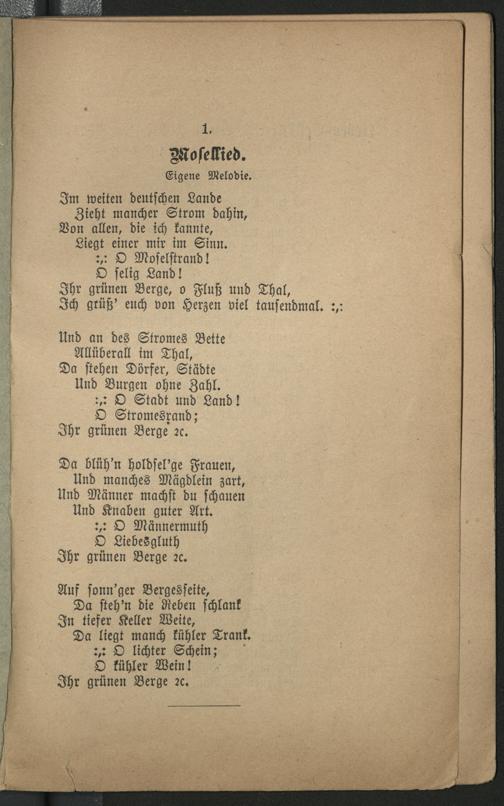 1.
Mosellied.
Eigene Melodie.
Im weiten deutschen Lande
Zieht mancher Strom dahin,
Von allen, die ich kannte,
Liegt einer mir im Sinn.
:,: O Moselstrand!
O selig Land!
Ihr grünen Berge, o Fluß und Thal,
Ich grüß' euch von Herzen viel tausendmal. :,:
Und an des Stromes Bette
Allüberall im Thal,
Da stehen Dörfer, Städte
Und Burgen ohne Zahl.
:,: O Stadt und Land!
O Stromesrand;
Ihr grünen Berge ꝛc.
Da blüh'n holdsel'ge Frauen,
Und manches Mägdlein zart,
Und Männer machst du schauen
Und Knaben guter Art.
:,: O Männermuth
O Liebesgluth
Ihr grünen Berge ꝛc.
Auf sonn'ger Bergesseite,
Da steh'n die Reben schlank
In tiefer Keller Weite,
Da liegt manch kühler Trank.
:,: O lichter Schein;
O kühler Wein!
Ihr grünen Berge ꝛc.